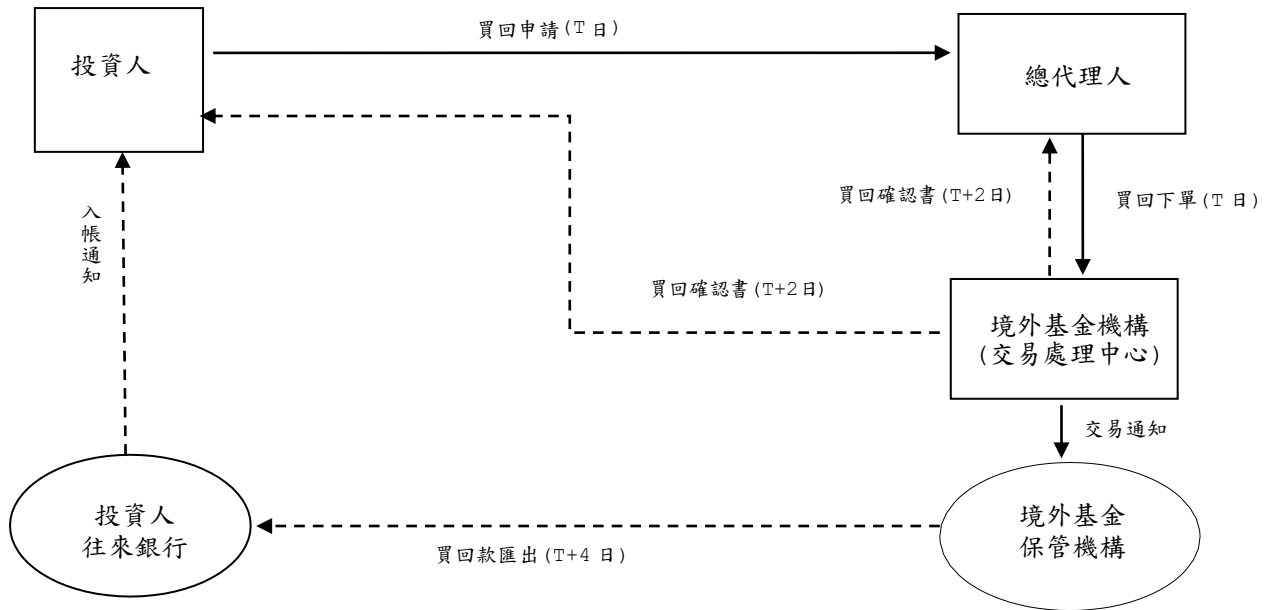 買回申請(T 日)
投資人
總代理人
買回確認書(T+2日)
買回下單(T 日)
入
帳
通
知
買回確認書(T+2日)
境外基金機構
(交易處理中心)
交易通知
投資人
往來銀行
境外基金
保管機構
買回款匯出(T+4 日)